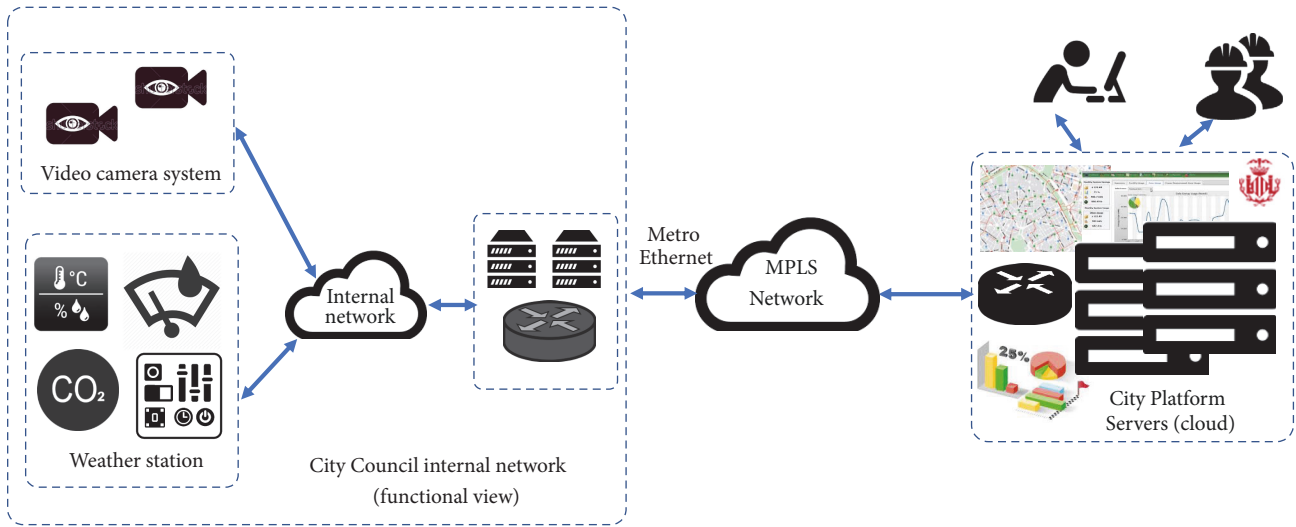 Video camera system
°C
%
CO2
0
Weather station
Internal
network
City Council internal network
(functional view)
Metro
Ethernet
MPLS
Network
25%
City Platform
Servers (cloud)